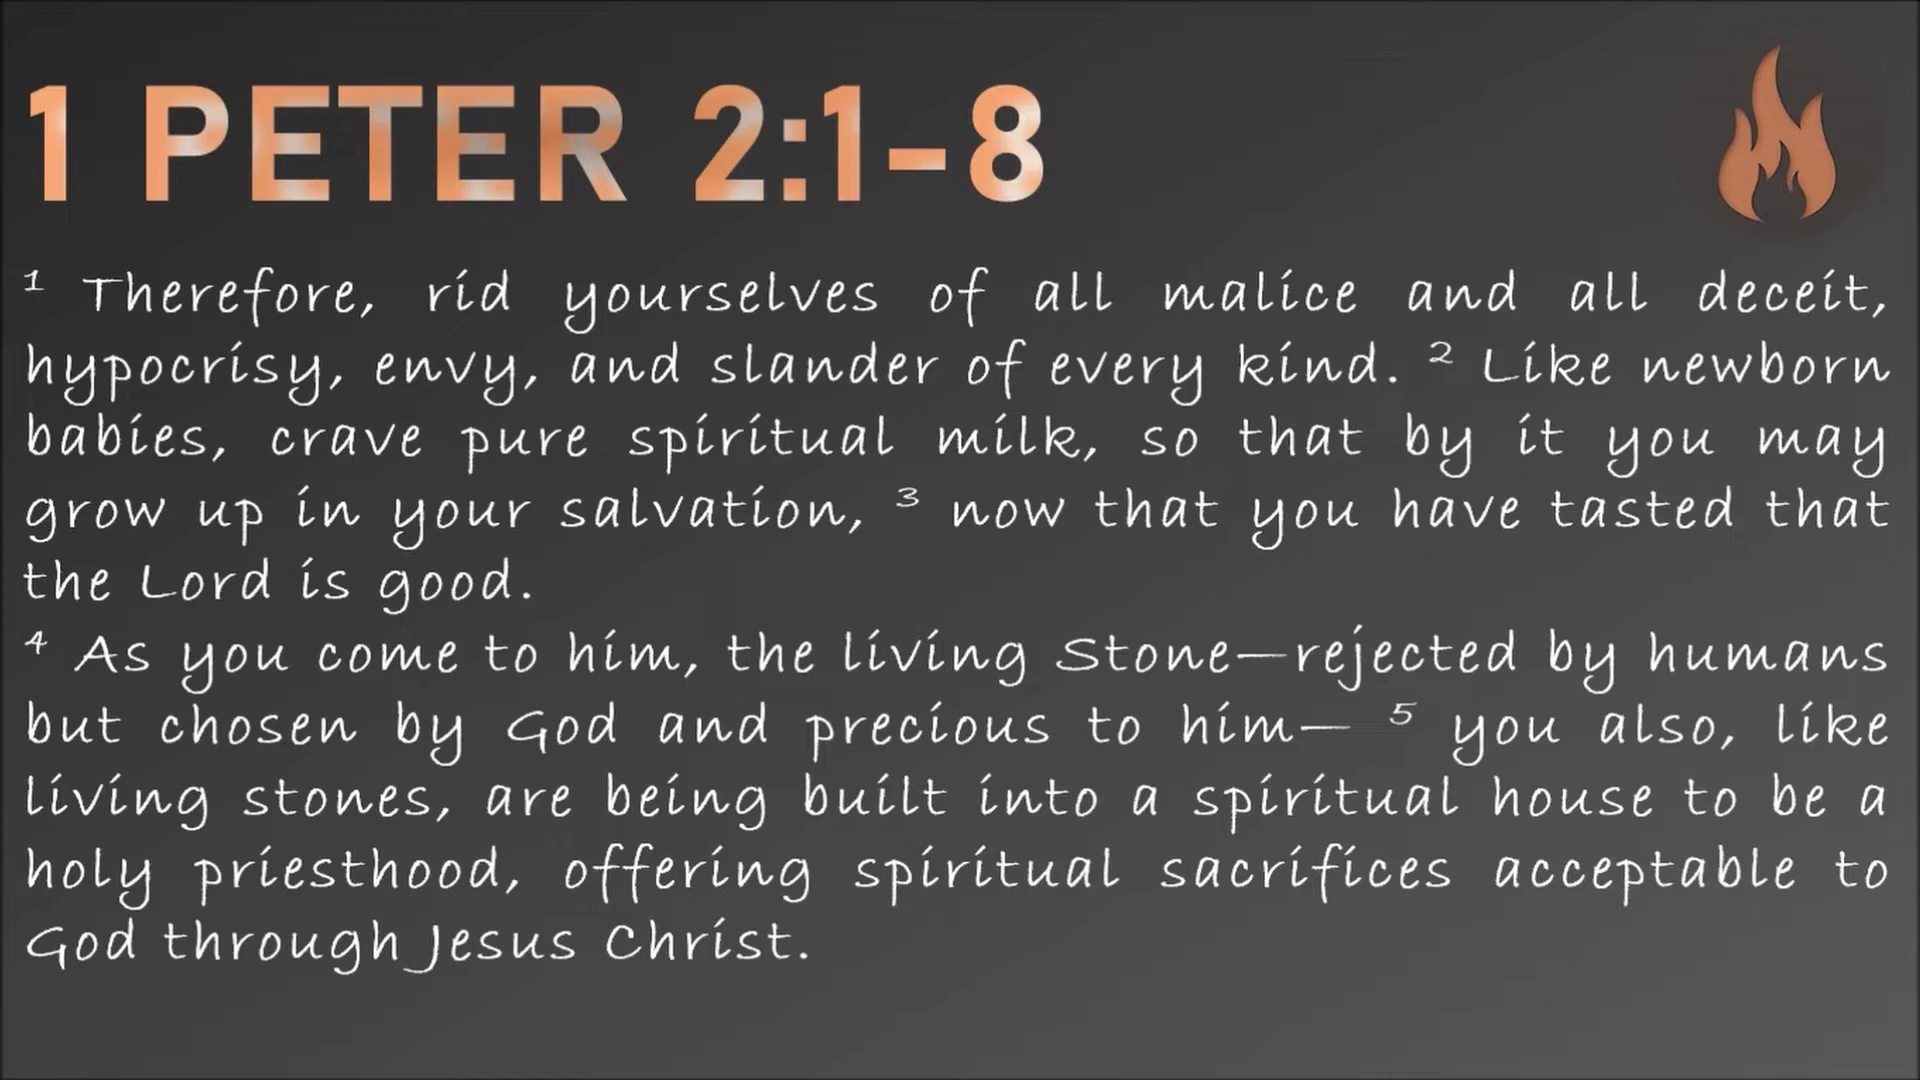 1 PETER 2:1-8
¹ Therefore, rid yourselves of all malice and all deceit,
hypocrisy, envy, and slander of every kind. ² Like newborn
babies, crave pure spiritual milk, so that by it you may
grow up in your salvation, ³ now that you have tasted that
the Lord is good.
⁴ As you come to him, the living Stone—rejected by humans
but chosen by God and precious to him— ⁵ you also, like
living stones, are being built into a spiritual house to be a
holy priesthood, offering spiritual sacrifices acceptable to
God through Jesus Christ.